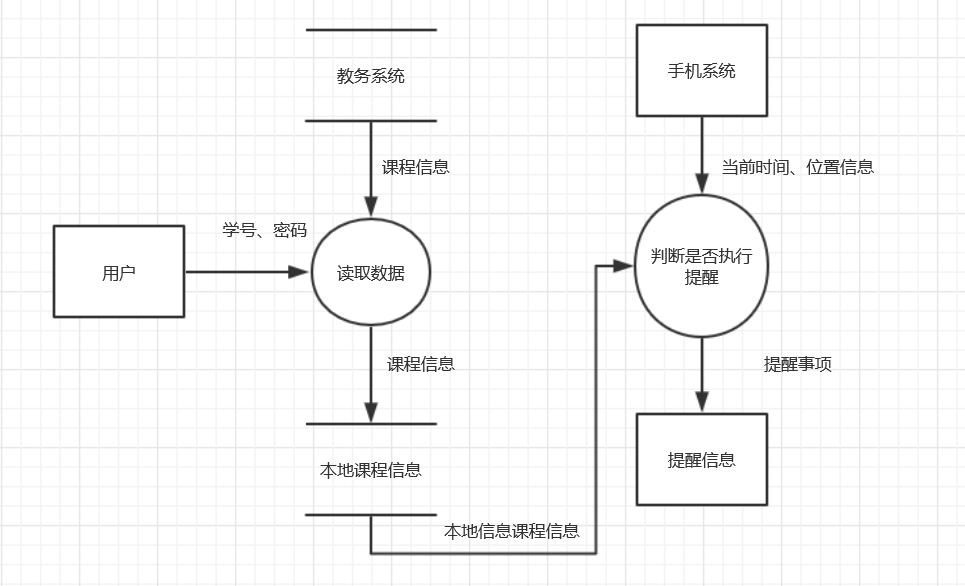 教务系统
手机系统
课程信息
当前时间、位置信息
学号、密码
用户
读取数据
判断是否执行
提醒
课程信息
提醒事项
本地课程信息
提醒信息
本地信息课程信息